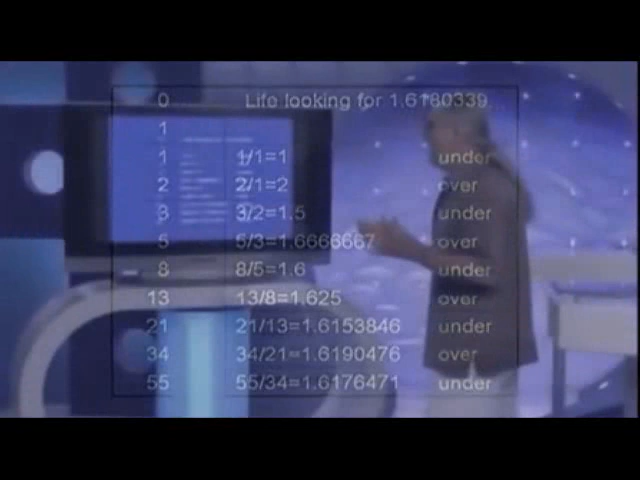 0 Life looking for 1.6180339...
1
1 1/1=1 under
2 2/1=2 over
3 3/2=1.5 under
5 5/3=1.6666667 over
8 8/5=1.6 under
13 13/8=1.625 over
21 21/13=1.6153846 under
34 34/21=1.6190476 over
55 55/34=1.6176471 under